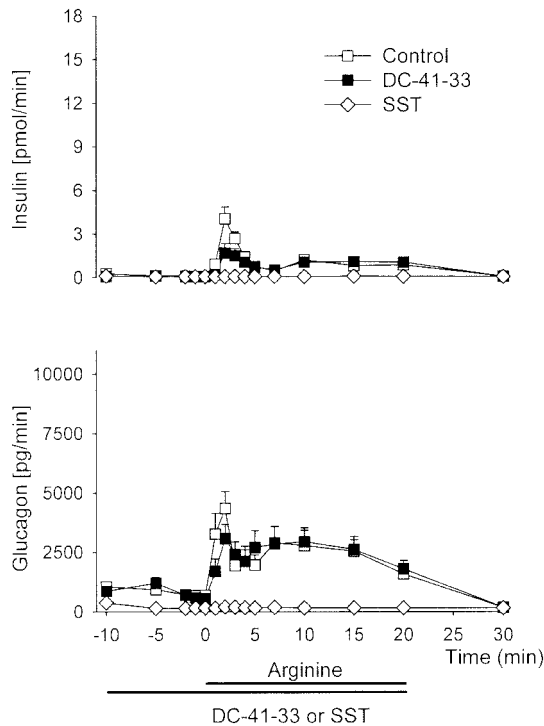 18
15
12
9
6
3
0
Insulin [pmol/min]
Control
DC-41-33
SST
10000
7500
5000
2500
0
Glucagon [pg/min]
-10 -5 0 5 10 15 20 30
Time (min)
Arginine
DC-41-33 or SST